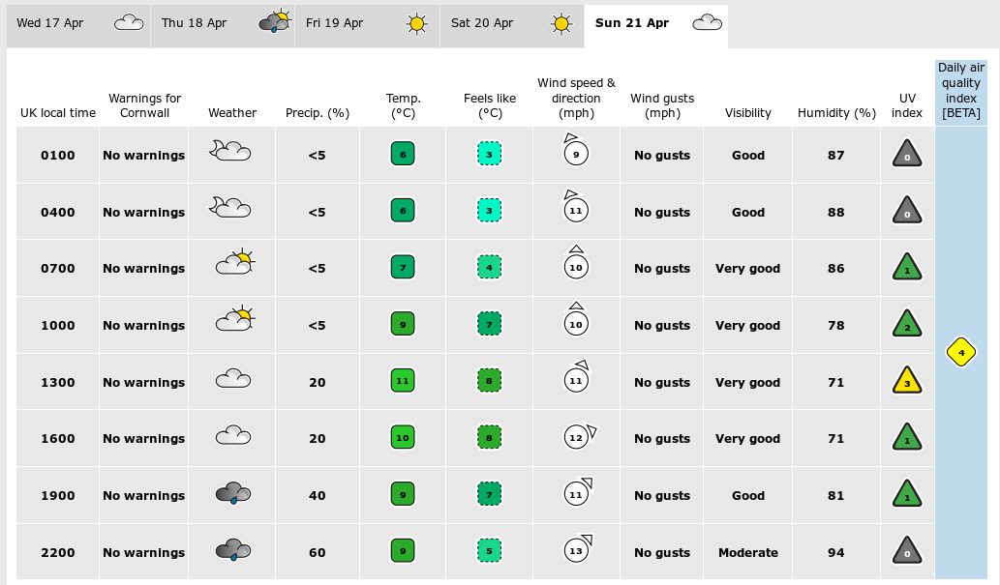 Wed 17 Apr Thu 18 Apr Fri 19 Apr Sat 20 Apr Sun 21 Apr
UK local time Warnings for Cornwall Weather Precip. (%) Temp. (°C) Feels like (°C) Wind speed & direction (mph) Wind gusts (mph) Visibility Humidity (%) UV index Daily air quality index [BETA]
0100 No warnings <5 6 3 9 No gusts Good 87 0
0400 No warnings <5 6 3 11 No gusts Good 88 0
0700 No warnings <5 7 4 10 No gusts Very good 86 1
1000 No warnings <5 9 7 10 No gusts Very good 78 2
4
1300 No warnings 20 11 8 11 No gusts Very good 71 3
1600 No warnings 20 10 8 12 No gusts Very good 71 1
1900 No warnings 40 9 7 11 No gusts Good 81 1
2200 No warnings 60 9 5 13 No gusts Moderate 94 0